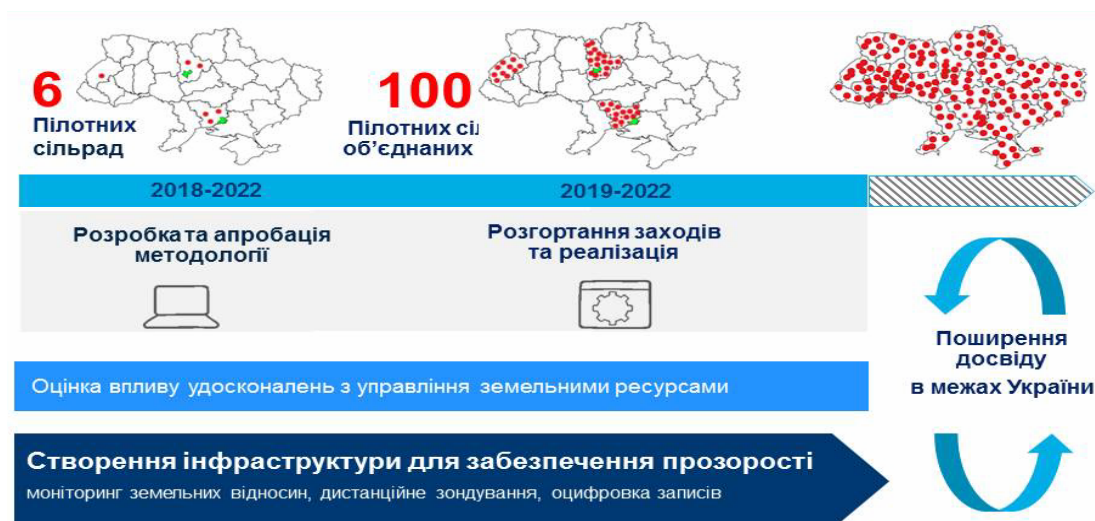 6
Пілотних
сільрад
100
Пілотних сі
об’єднаних
2018-2022
2019-2022
Розробка та апробація
методології
Розгортання заходів
та реалізація
Поширення
досвіду
в межах України
Оцінка впливу удосконалень з управління земельними ресурсами
Створення інфраструктури для забезпечення прозорості
моніторинг земельних відносин, дистанційне зондування, оцифровка записів